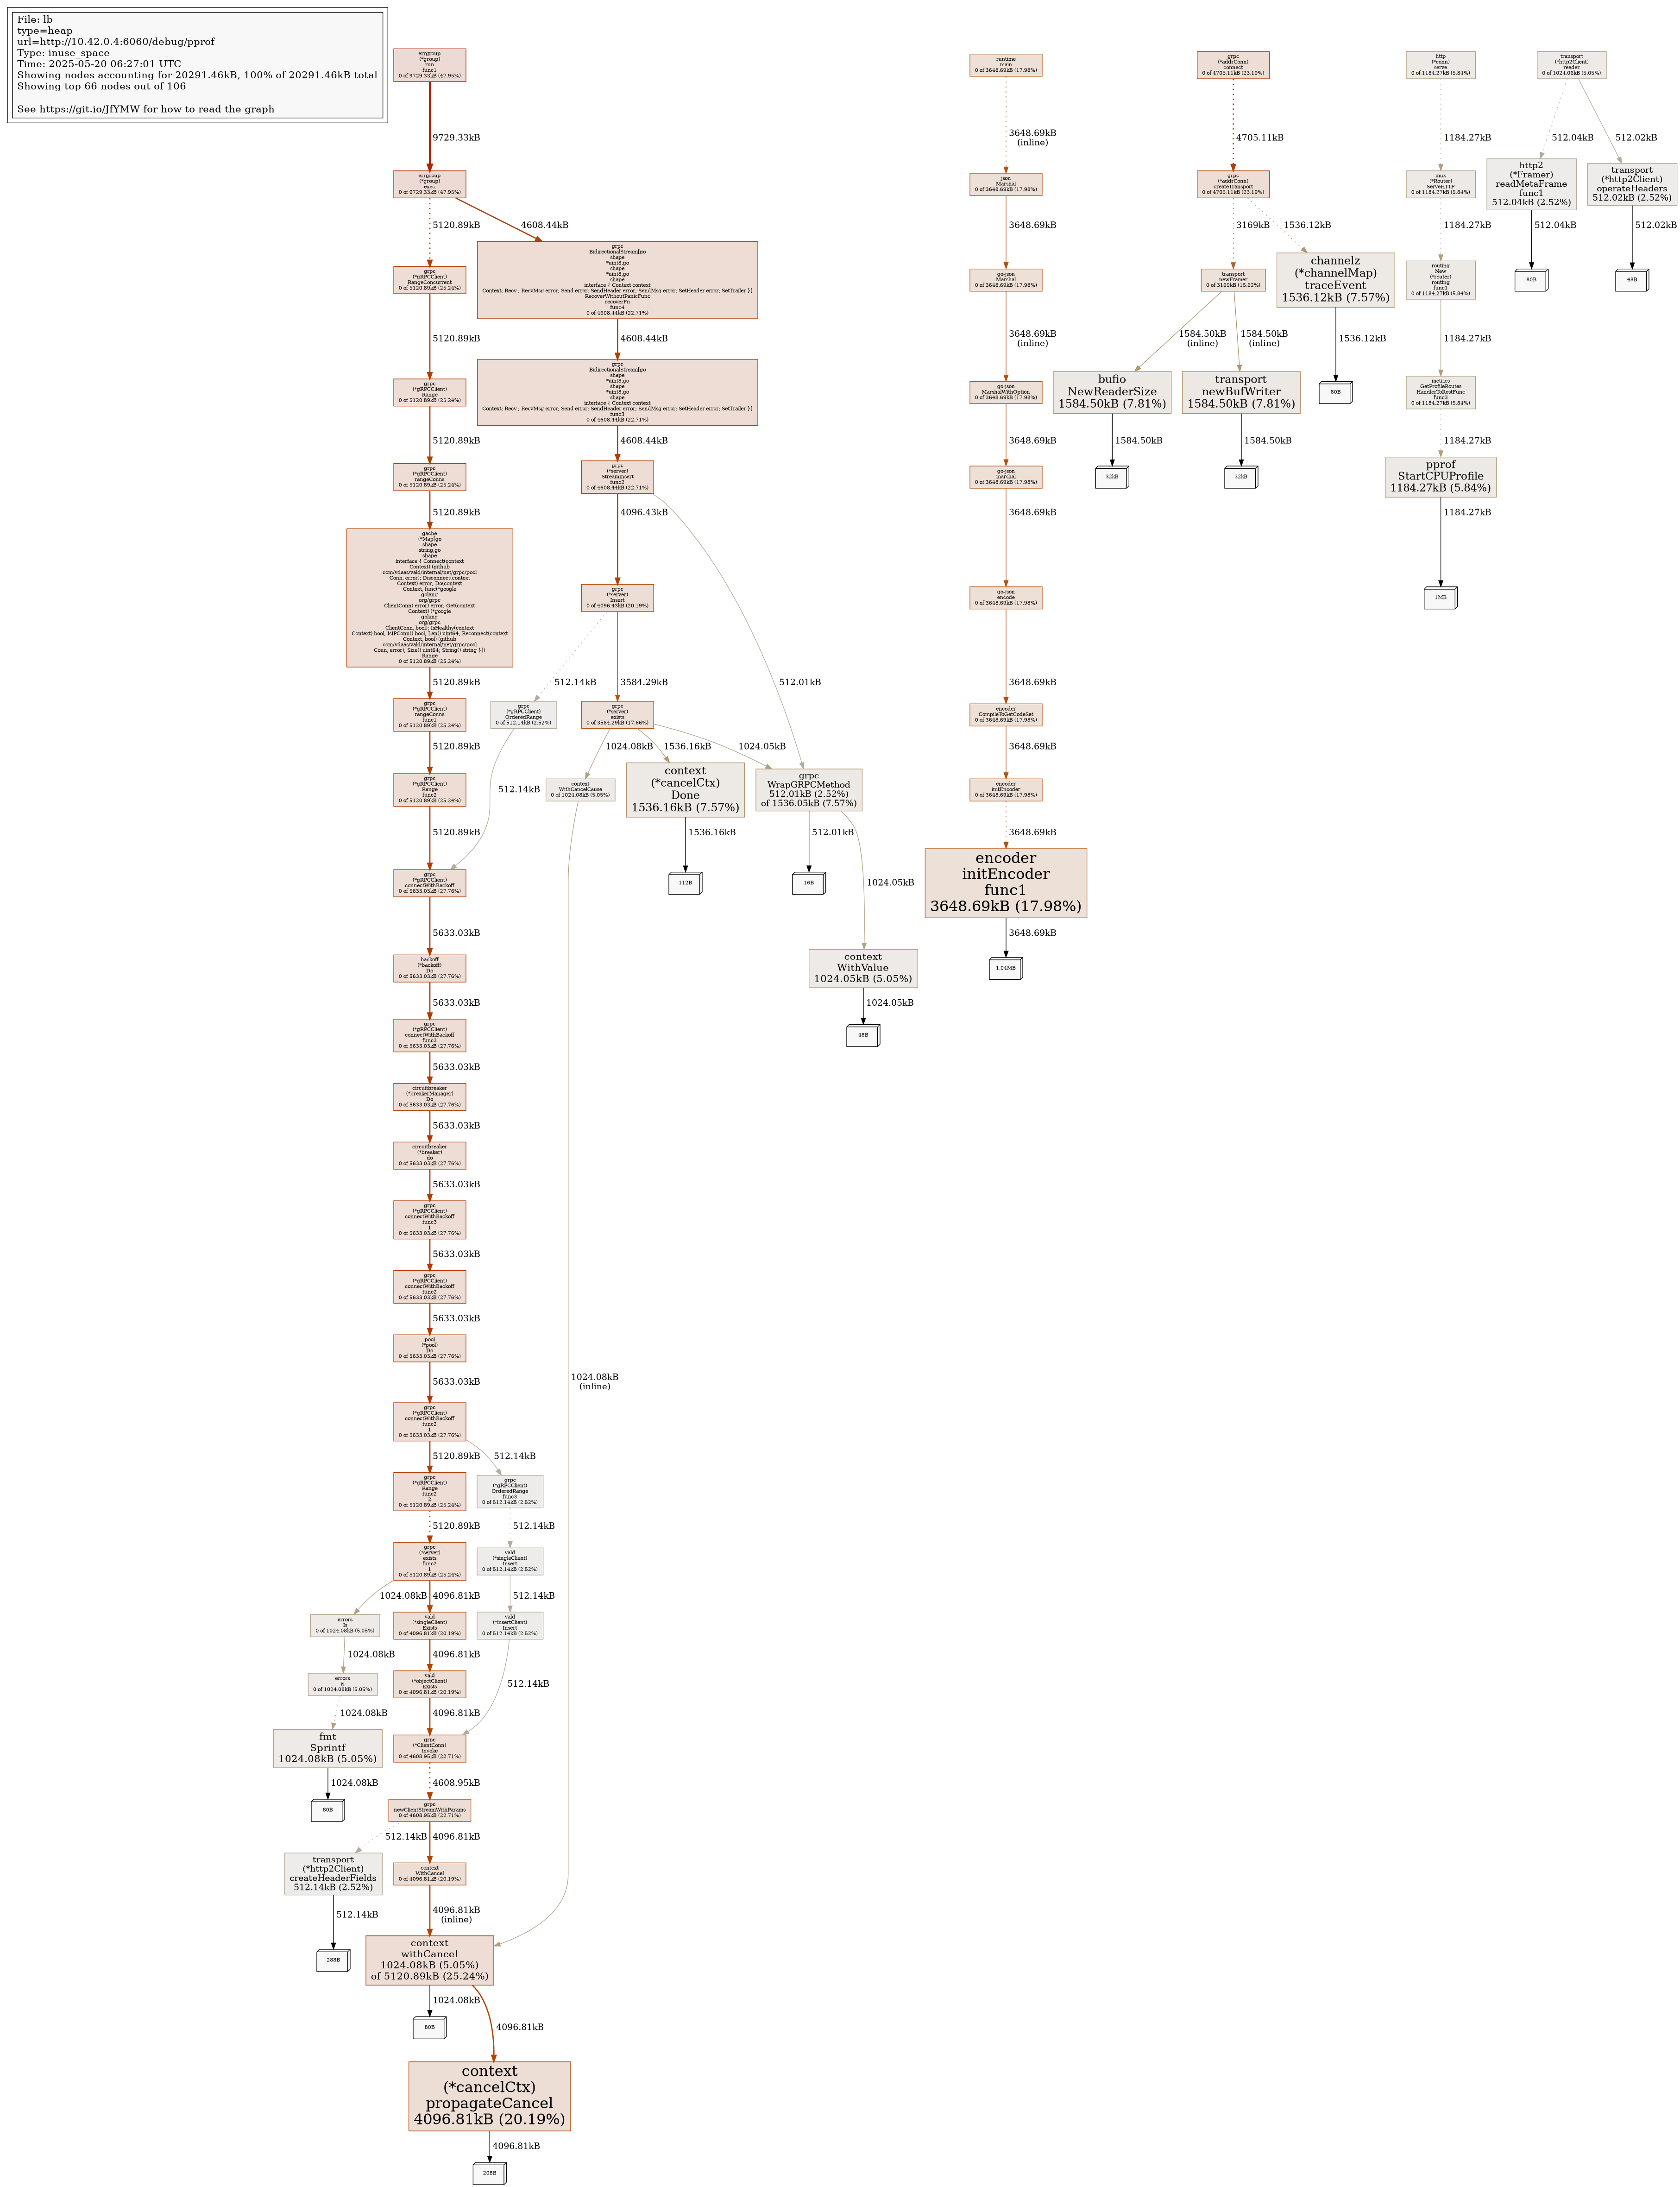 File: lb
type=heap
url=http://10.42.0.4:6060/debug/pprof
Type: inuse_space
Time: 2025-05-20 06:27:01 UTC
Showing nodes accounting for 20291.46kB, 100% of 20291.46kB total
Showing top 66 nodes out of 106
See https://git.io/JfYMW for how to read the graph
errgroup
(*group)
run
func1
0 of 9729.33kB (47.95%)
9729.33kB
errgroup
(*group)
exec
0 of 9729.33kB (47.95%)
5120.89kB
4608.44kB
grpc
(*gRPCClient)
RangeConcurrent
0 of 5120.89kB (25.24%)
5120.89kB
grpc
(*gRPCClient)
Range
0 of 5120.89kB (25.24%)
5120.89kB
grpc
(*gRPCClient)
rangeConns
0 of 5120.89kB (25.24%)
5120.89kB
gache
(*Map[go
shape
string,go
shape
interface { Connect(context
Context) (github
com/vdaas/vald/internal/net/grpc/pool
Conn, error); Disconnect(context
Context) error; Do(context
Context, func(*google
golang
org/grpc
ClientConn) error) error; Get(context
Context) (*google
golang
org/grpc
ClientConn, bool); IsHealthy(context
Context) bool; IsIPConn() bool; Len() uint64; Reconnect(context
Context, bool) (github
com/vdaas/vald/internal/net/grpc/pool
Conn, error); Size() uint64; String() string }])
Range
0 of 5120.89kB (25.24%)
5120.89kB
grpc
(*gRPCClient)
rangeConns
func1
0 of 5120.89kB (25.24%)
5120.89kB
grpc
(*gRPCClient)
Range
func2
0 of 5120.89kB (25.24%)
5120.89kB
grpc
(*gRPCClient)
connectWithBackoff
0 of 5633.03kB (27.76%)
5633.03kB
backoff
(*backoff)
Do
0 of 5633.03kB (27.76%)
5633.03kB
grpc
(*gRPCClient)
connectWithBackoff
func3
0 of 5633.03kB (27.76%)
5633.03kB
circuitbreaker
(*breakerManager)
Do
0 of 5633.03kB (27.76%)
5633.03kB
circuitbreaker
(*breaker)
do
0 of 5633.03kB (27.76%)
5633.03kB
grpc
(*gRPCClient)
connectWithBackoff
func3
1
0 of 5633.03kB (27.76%)
5633.03kB
grpc
(*gRPCClient)
connectWithBackoff
func2
0 of 5633.03kB (27.76%)
5633.03kB
pool
(*pool)
Do
0 of 5633.03kB (27.76%)
5633.03kB
grpc
(*gRPCClient)
connectWithBackoff
func2
1
0 of 5633.03kB (27.76%)
5120.89kB
512.14kB
grpc
(*gRPCClient)
Range
func2
2
0 of 5120.89kB (25.24%)
5120.89kB
grpc
(*gRPCClient)
OrderedRange
func3
0 of 512.14kB (2.52%)
512.14kB
grpc
(*server)
exists
func2
1
0 of 5120.89kB (25.24%)
1024.08kB
4096.81kB
vald
(*singleClient)
Insert
0 of 512.14kB (2.52%)
512.14kB
errors
Is
0 of 1024.08kB (5.05%)
1024.08kB
vald
(*singleClient)
Exists
0 of 4096.81kB (20.19%)
4096.81kB
vald
(*insertClient)
Insert
0 of 512.14kB (2.52%)
512.14kB
errors
is
0 of 1024.08kB (5.05%)
1024.08kB
vald
(*objectClient)
Exists
0 of 4096.81kB (20.19%)
4096.81kB
fmt
Sprintf
1024.08kB (5.05%)
1024.08kB
80B
grpc
(*ClientConn)
Invoke
0 of 4608.95kB (22.71%)
4608.95kB
grpc
newClientStreamWithParams
0 of 4608.95kB (22.71%)
512.14kB
4096.81kB
transport
(*http2Client)
createHeaderFields
512.14kB (2.52%)
512.14kB
288B
context
WithCancel
0 of 4096.81kB (20.19%)
4096.81kB
(inline)
context
withCancel
1024.08kB (5.05%)
of 5120.89kB (25.24%)
1024.08kB
80B
4096.81kB
context
(*cancelCtx)
propagateCancel
4096.81kB (20.19%)
4096.81kB
208B
grpc
BidirectionalStream[go
shape
*uint8,go
shape
*uint8,go
shape
interface { Context context
Context; Recv ; RecvMsg error; Send error; SendHeader error; SendMsg error; SetHeader error; SetTrailer }]
RecoverWithoutPanicFunc
recoverFn
func4
0 of 4608.44kB (22.71%)
4608.44kB
grpc
BidirectionalStream[go
shape
*uint8,go
shape
*uint8,go
shape
interface { Context context
Context; Recv ; RecvMsg error; Send error; SendHeader error; SendMsg error; SetHeader error; SetTrailer }]
func3
0 of 4608.44kB (22.71%)
4608.44kB
grpc
(*server)
StreamInsert
func2
0 of 4608.44kB (22.71%)
4096.43kB
512.01kB
grpc
(*server)
Insert
0 of 4096.43kB (20.19%)
512.14kB
3584.29kB
grpc
(*gRPCClient)
OrderedRange
0 of 512.14kB (2.52%)
512.14kB
grpc
(*server)
exists
0 of 3584.29kB (17.66%)
1024.08kB
1536.16kB
1024.05kB
context
WithCancelCause
0 of 1024.08kB (5.05%)
1024.08kB
(inline)
context
(*cancelCtx)
Done
1536.16kB (7.57%)
1536.16kB
112B
grpc
WrapGRPCMethod
512.01kB (2.52%)
of 1536.05kB (7.57%)
512.01kB
16B
1024.05kB
context
WithValue
1024.05kB (5.05%)
1024.05kB
48B
runtime
main
0 of 3648.69kB (17.98%)
3648.69kB
(inline)
json
Marshal
0 of 3648.69kB (17.98%)
3648.69kB
go-json
Marshal
0 of 3648.69kB (17.98%)
3648.69kB
(inline)
go-json
MarshalWithOption
0 of 3648.69kB (17.98%)
3648.69kB
go-json
marshal
0 of 3648.69kB (17.98%)
3648.69kB
go-json
encode
0 of 3648.69kB (17.98%)
3648.69kB
encoder
CompileToGetCodeSet
0 of 3648.69kB (17.98%)
3648.69kB
encoder
initEncoder
0 of 3648.69kB (17.98%)
3648.69kB
encoder
initEncoder
func1
3648.69kB (17.98%)
3648.69kB
1.04MB
grpc
(*addrConn)
connect
0 of 4705.11kB (23.19%)
4705.11kB
grpc
(*addrConn)
createTransport
0 of 4705.11kB (23.19%)
3169kB
1536.12kB
transport
newFramer
0 of 3169kB (15.62%)
1584.50kB
(inline)
1584.50kB
(inline)
channelz
(*channelMap)
traceEvent
1536.12kB (7.57%)
1536.12kB
80B
bufio
NewReaderSize
1584.50kB (7.81%)
1584.50kB
32kB
transport
newBufWriter
1584.50kB (7.81%)
1584.50kB
32kB
http
(*conn)
serve
0 of 1184.27kB (5.84%)
1184.27kB
mux
(*Router)
ServeHTTP
0 of 1184.27kB (5.84%)
1184.27kB
routing
New
(*router)
routing
func1
0 of 1184.27kB (5.84%)
1184.27kB
metrics
GetProfileRoutes
HandlerToRestFunc
func3
0 of 1184.27kB (5.84%)
1184.27kB
pprof
StartCPUProfile
1184.27kB (5.84%)
1184.27kB
1MB
transport
(*http2Client)
reader
0 of 1024.06kB (5.05%)
512.04kB
512.02kB
http2
(*Framer)
readMetaFrame
func1
512.04kB (2.52%)
512.04kB
80B
transport
(*http2Client)
operateHeaders
512.02kB (2.52%)
512.02kB
48B